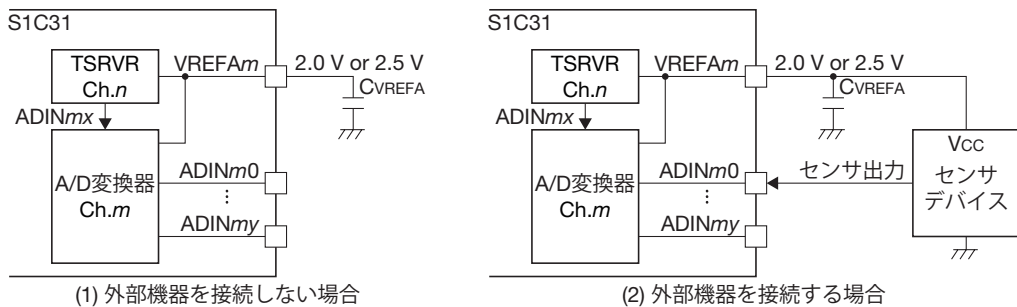 S1C31
TSRVR
Ch.n
VREFAm
2.0 V or 2.5 V
CVREFA
ADINmx
A/D変換器
Ch.m
ADINm0
⋮
ADINmy
(1) 外部機器を接続しない場合
S1C31
TSRVR
Ch.n
VREFAm
2.0 V or 2.5 V
CVREFA
ADINmx
A/D変換器
Ch.m
ADINm0
⋮
ADINmy
センサ出力
VCC
センサ
デバイス
(2) 外部機器を接続する場合